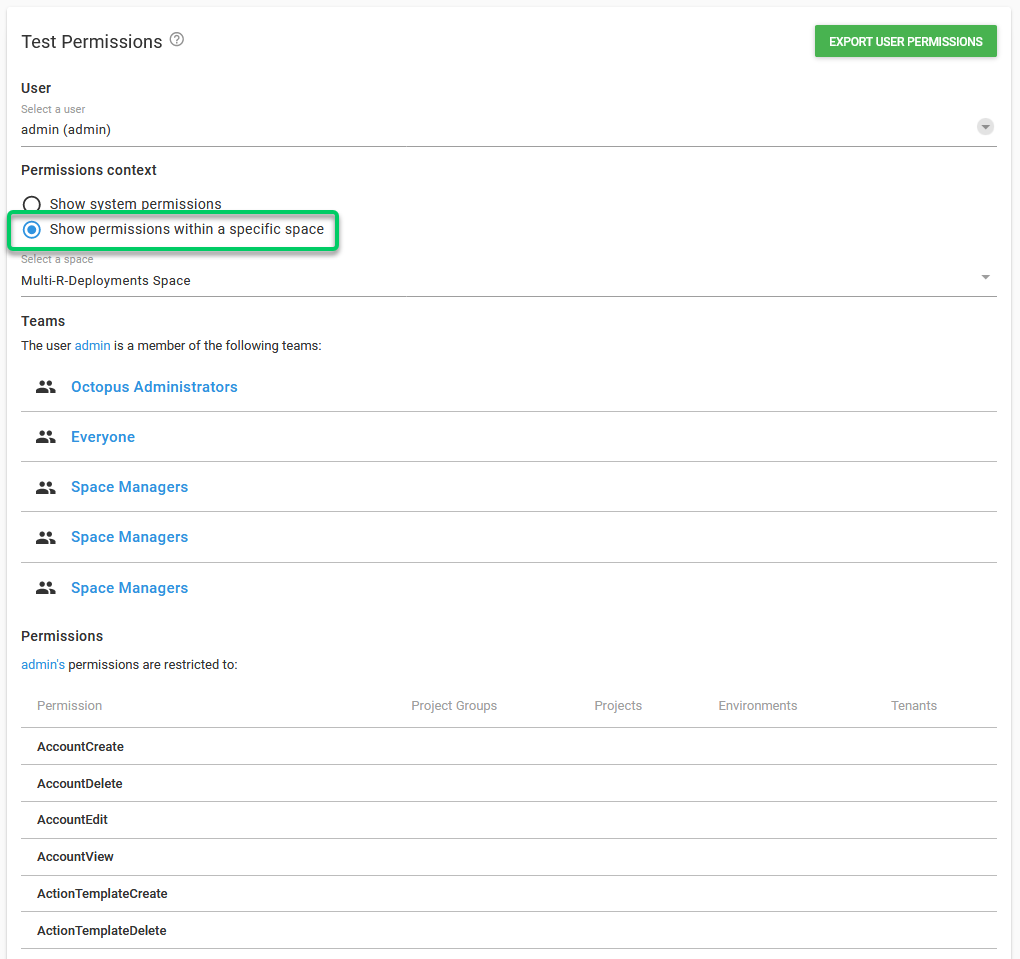 Test Permissions
EXPORT USER PERMISSIONS
User
Select a user
admin (admin)
Permissions context
Show system permissions
Show permissions within a specific space
Select a space
Multi-R-Deployments Space
Teams
The user admin is a member of the following teams:
Octopus Administrators
Everyone
Space Managers
Space Managers
Space Managers
Permissions
admin's permissions are restricted to:
Permission Project Groups Projects Environments Tenants
AccountCreate
AccountDelete
AccountEdit
AccountView
ActionTemplateCreate
ActionTemplateDelete